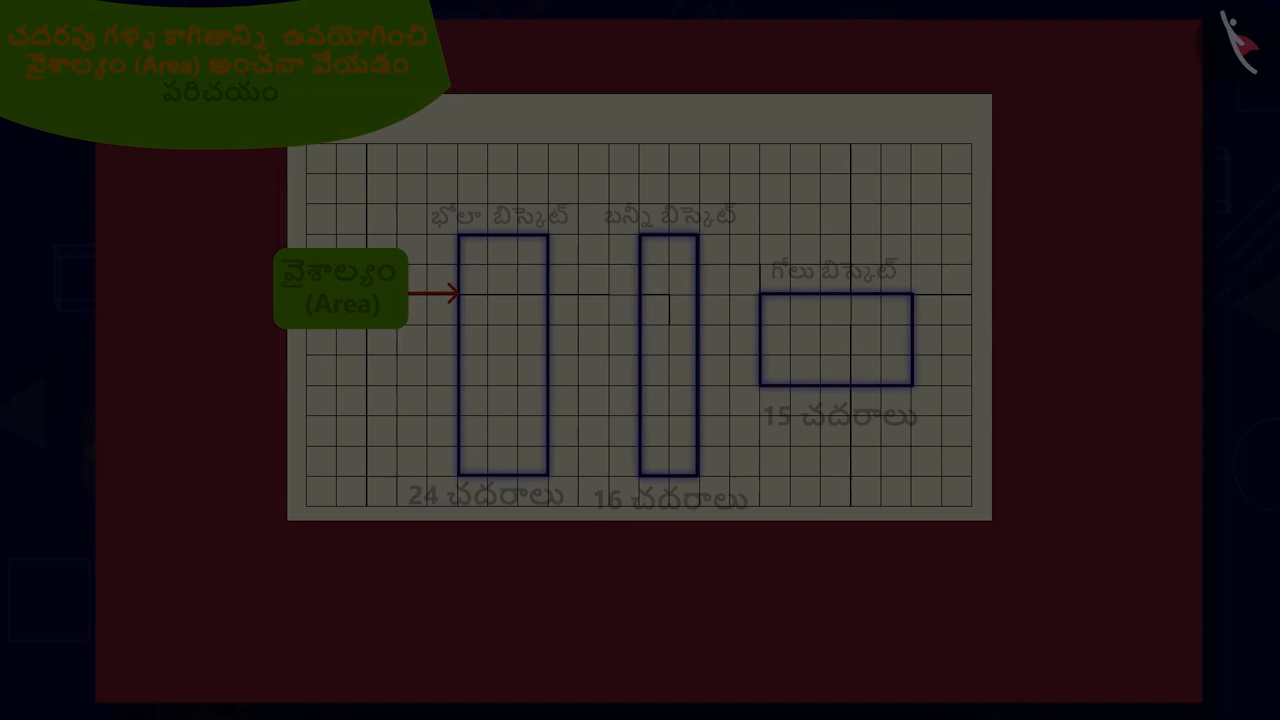 చదరపు గళ్ళ కాగితాన్ని ఉపయోగించి
వైశాల్యం (Area) అంచనా వేయడం
పరిచయం
భోలా బిస్కెట్
బన్నీ బిస్కెట్
గోలు బిస్కెట్
వైశాల్యం
(Area)
15 చదరాలు
24 చదరాలు
16 చదరాలు